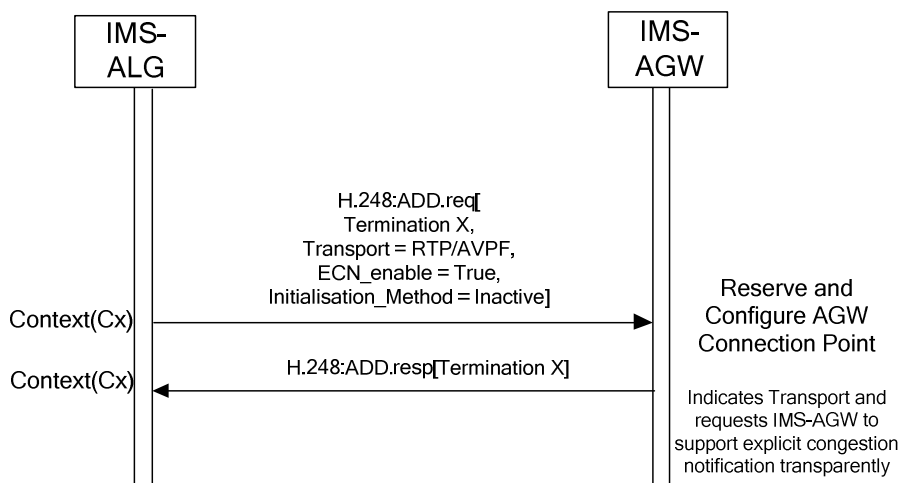 IMS-
ALG
IMS-
AGW
H.248:ADD.req[
Termination X,
Transport = RTP/AVPF,
ECN_enable = True,
Initialisation_Method = Inactive]
Context(Cx)
Reserve and
Configure AGW
Connection Point
H.248:ADD.resp[Termination X]
Context(Cx)
Indicates Transport and
requests IMS-AGW to
support explicit congestion
notification transparently